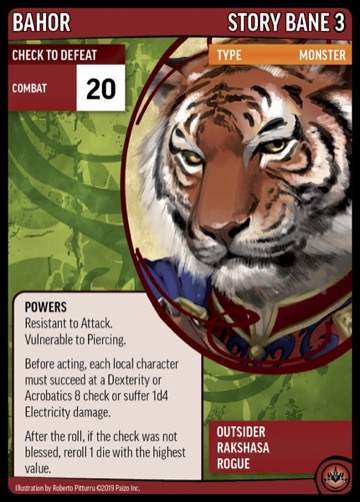 BAHOR
STORY BANE 3
CHECK TO DEFEAT
COMBAT
20
TYPE
MONSTER
POWERS
Resistant to Attack.
Vulnerable to Piercing.
Before acting, each local character
must succeed at a Dexterity or
Acrobatics 8 check or suffer 1d4
Electricity damage.
After the roll, if the check was not
blessed, reroll 1 die with the highest
value.
OUTSIDER
RAKSHASA
ROGUE
Illustration by Roberto Pitturru ©2019 Paizo Inc.